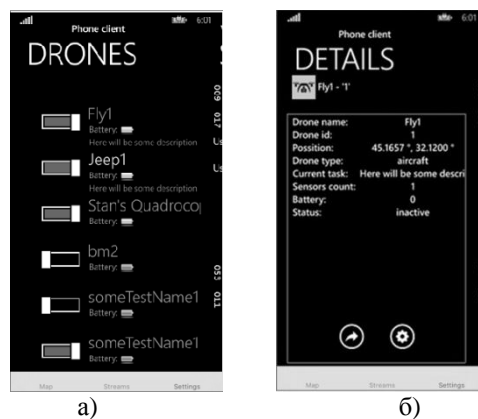 6:01
Phone client
DRONES
Fly1
Battery:
Here will be some description
Jeep1
Battery:
Here will be some description
Stan's Quadrocop
Battery:
bm2
Battery:
someTestName1
Battery:
someTestName1
Battery:
Map Streams Settings
а)
6:01
Phone client
DETAILS
Fly1 - '1'
Drone name: Fly1
Drone id: 1
Possition: 45.1657 °, 32.1200 °
Drone type: aircraft
Current task: Here will be some descri
Sensors count: 1
Battery: 0
Status: inactive
Map Streams Settings
б)